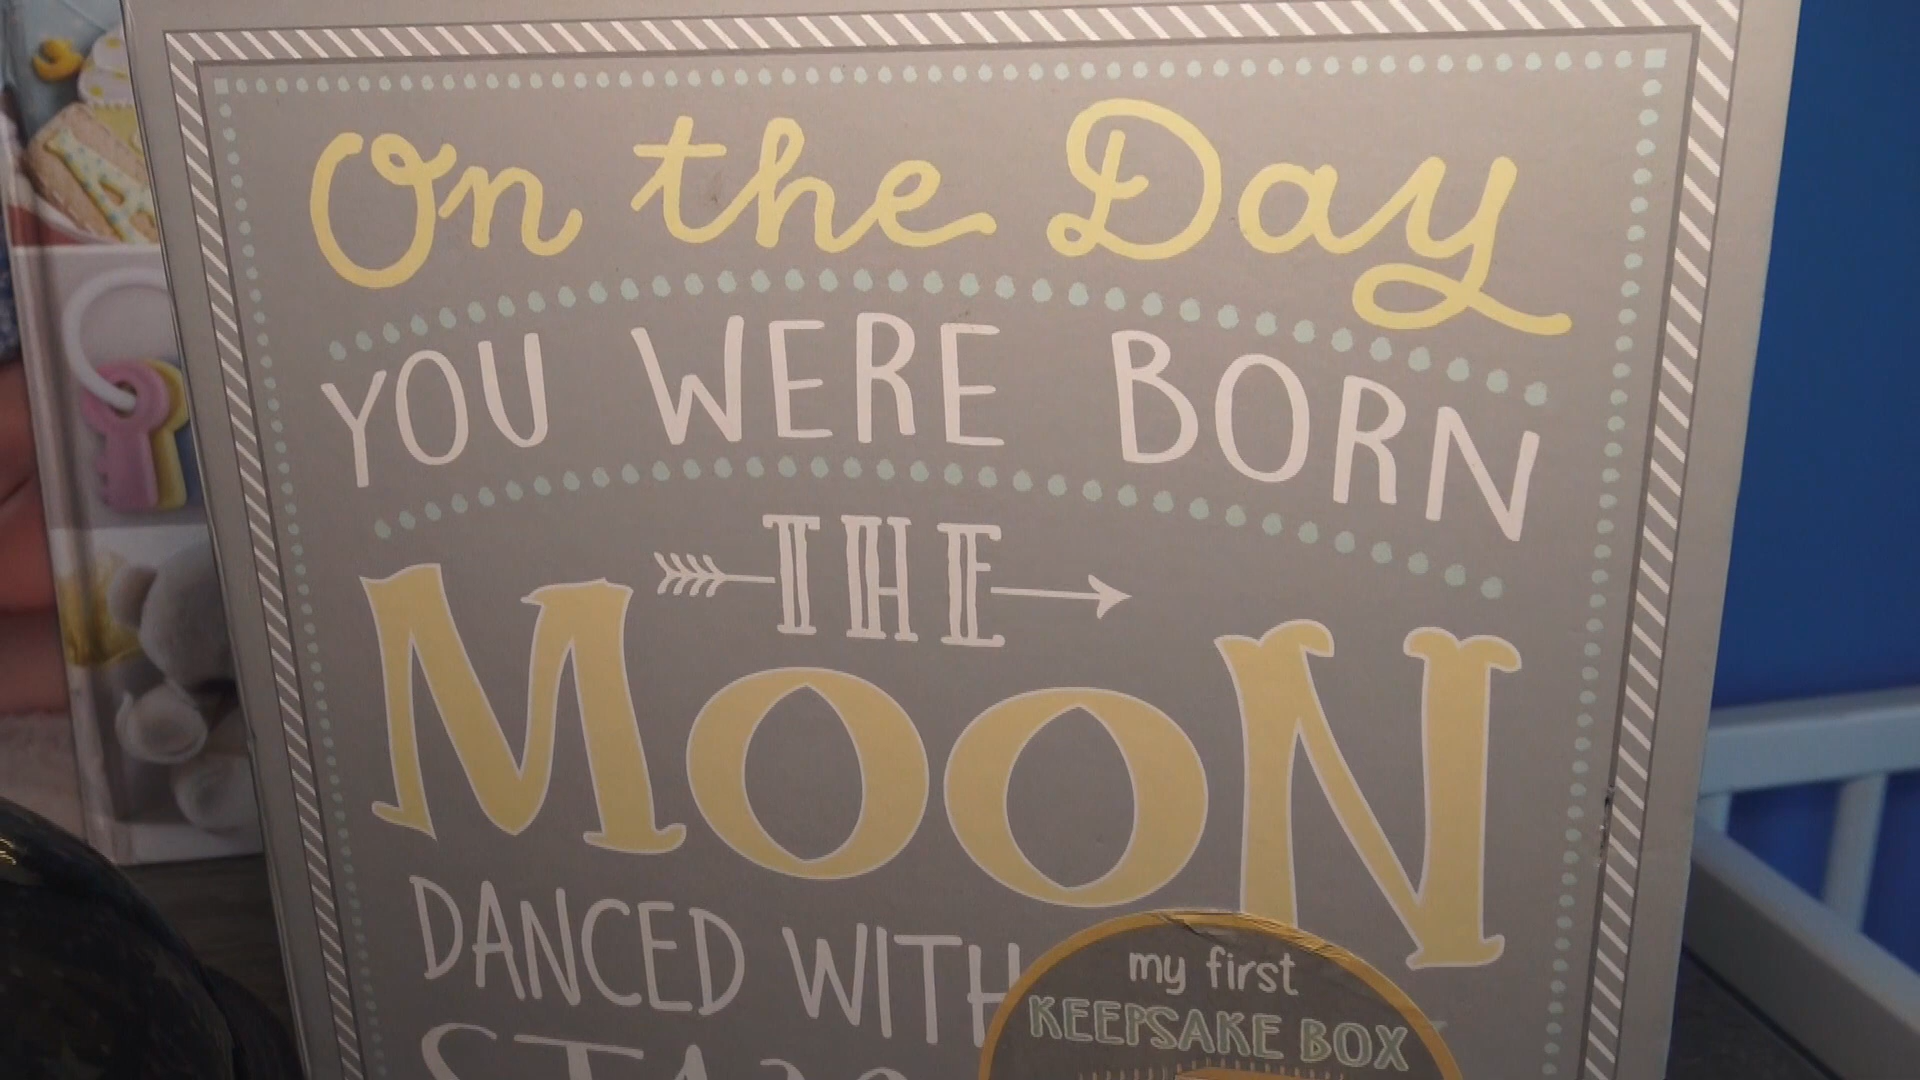 On the Day
YOU WERE BORN
THE
MOON
DANCED WITH
my first
KEEPSAKE BOX